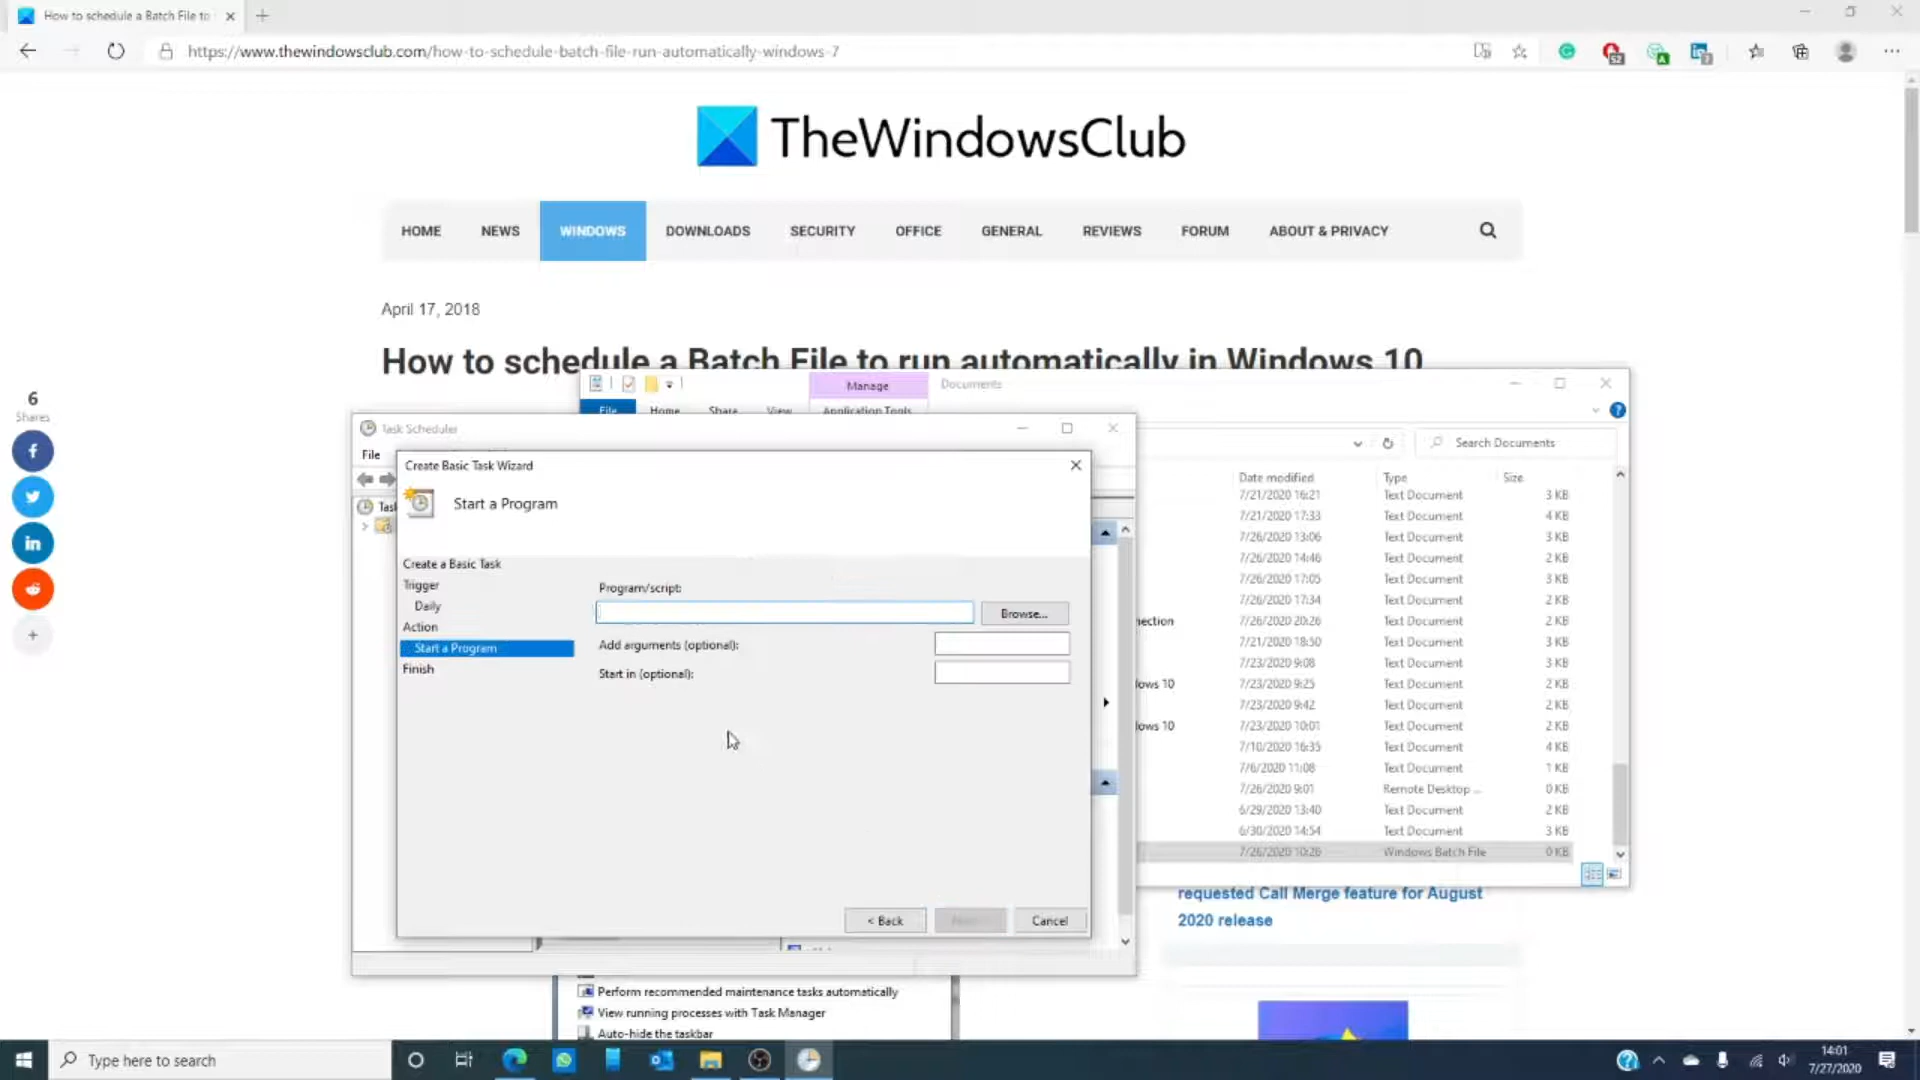 How to schedule a Batch File to
https://www.thewindowsclub.com/how-to-schedule-batch-file-run-automatically-windows-7
52
A
7
TheWindowsClub
HOME NEWS WINDOWS DOWNLOADS SECURITY OFFICE GENERAL REVIEWS FORUM ABOUT & PRIVACY
April 17, 2018
How to schedule a Batch File to run automatically in Windows 10
6
Shares
Manage
Documents
File Home Share View Application Tools
Task Scheduler
File
Search Documents
Create Basic Task Wizard
Start a Program
Create a Basic Task
Trigger
Daily
Action
Start a Program
Finish
Program/script:
Browse...
Add arguments (optional):
Start in (optional):
< Back
Cancel
Date modified Type Size
7/21/2020 16:21 Text Document 3 KB
7/21/2020 17:33 Text Document 4 KB
7/26/2020 13:06 Text Document 3 KB
7/26/2020 14:46 Text Document 2 KB
7/26/2020 17:05 Text Document 3 KB
7/26/2020 17:34 Text Document 2 KB
nection 7/26/2020 20:26 Text Document 2 KB
7/21/2020 18:50 Text Document 3 KB
7/23/2020 9:08 Text Document 3 KB
lows 10 7/23/2020 9:25 Text Document 2 KB
7/23/2020 9:42 Text Document 2 KB
lows 10 7/23/2020 10:01 Text Document 2 KB
7/10/2020 16:35 Text Document 4 KB
7/6/2020 11:08 Text Document 1 KB
7/26/2020 9:01 Remote Desktop ... 0 KB
6/29/2020 13:40 Text Document 2 KB
6/30/2020 14:54 Text Document 3 KB
7/26/2020 10:26 Windows Batch File 0 KB
requested Call Merge feature for August
2020 release
Perform recommended maintenance tasks automatically
View running processes with Task Manager
Auto-hide the taskbar
Type here to search
14:01
7/27/2020